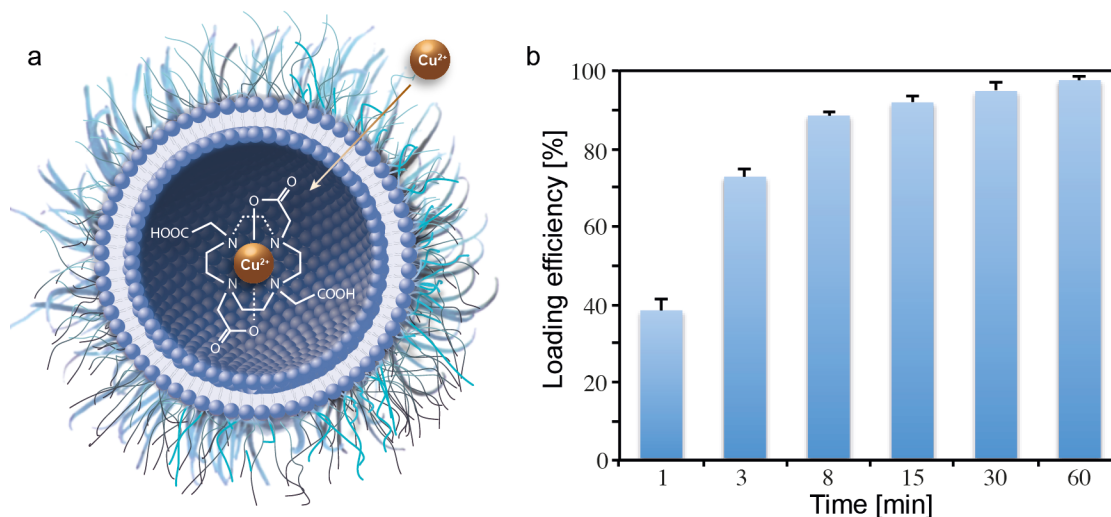 a
Cu²⁺
O
O
HOOC
N
N
Cu²⁺
N
N
COOH
O
O
b
Loading efficiency [%]
100
80
60
40
20
0
1 3 8 15 30 60
Time [min]